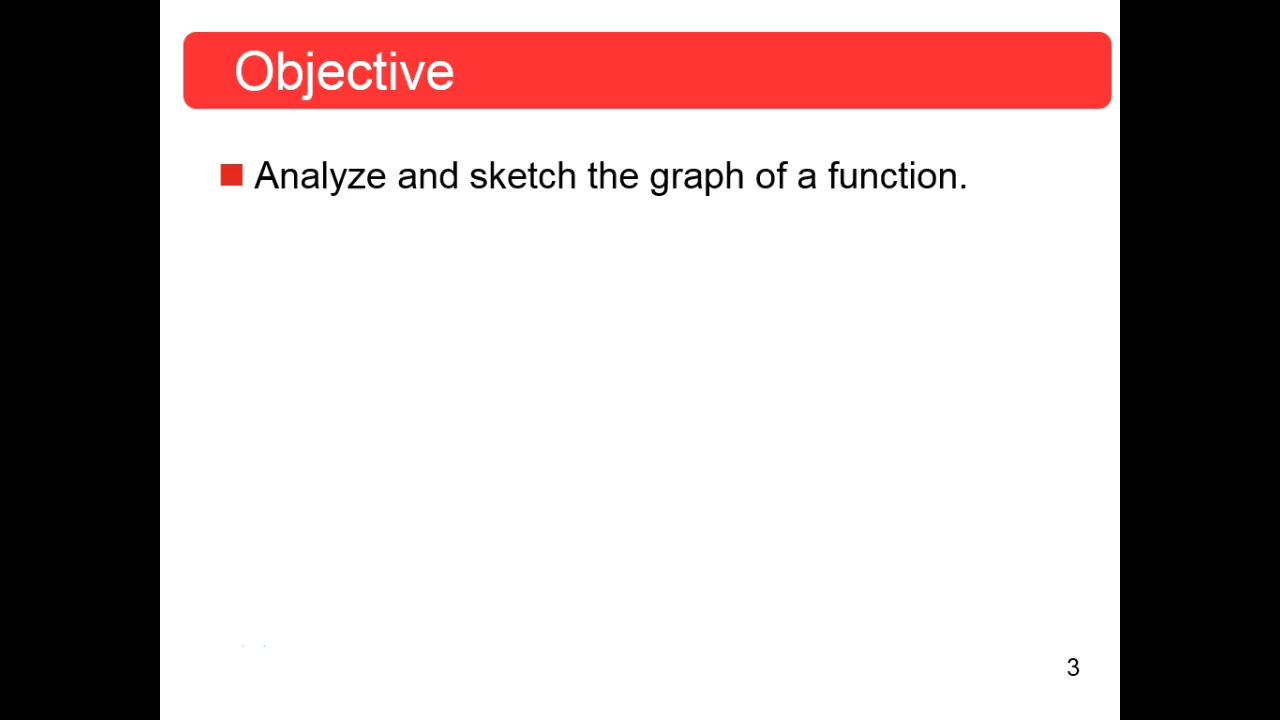 Objective
Analyze and sketch the graph of a function.
3